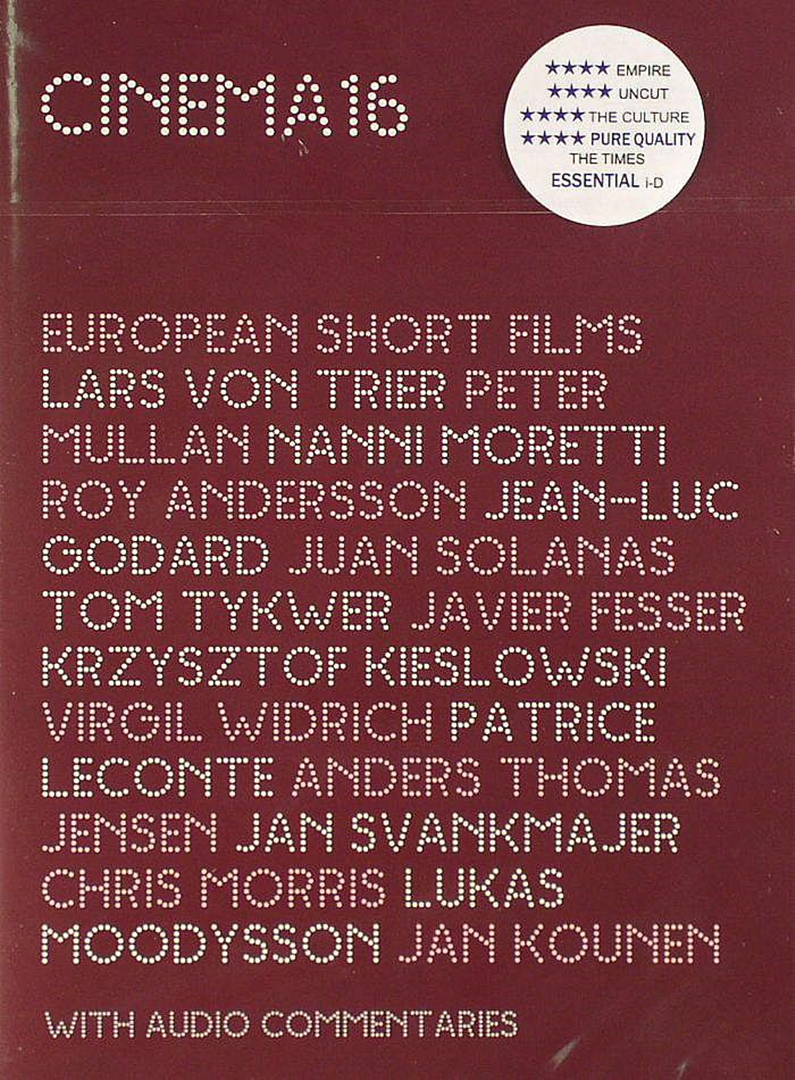 CINEMA16
★★★★ EMPIRE
★★★★ UNCUT
★★★★ THE CULTURE
★★★★ PURE QUALITY
THE TIMES
ESSENTIAL i-D
EUROPEAN SHORT FILMS
LARS VON TRIER PETER
MULLAN NANNI MORETTI
ROY ANDERSSON JEAN-LUC
GODARD JUAN SOLANAS
TOM TYKWER JAVIER FESSER
KRZYSZTOF KIESLOWSKI
VIRGIL WIDRICH PATRICE
LECONTE ANDERS THOMAS
JENSEN JAN SVANKMAJER
CHRIS MORRIS LUKAS
MOODYSSON JAN KOUNEN
WITH AUDIO COMMENTARIES